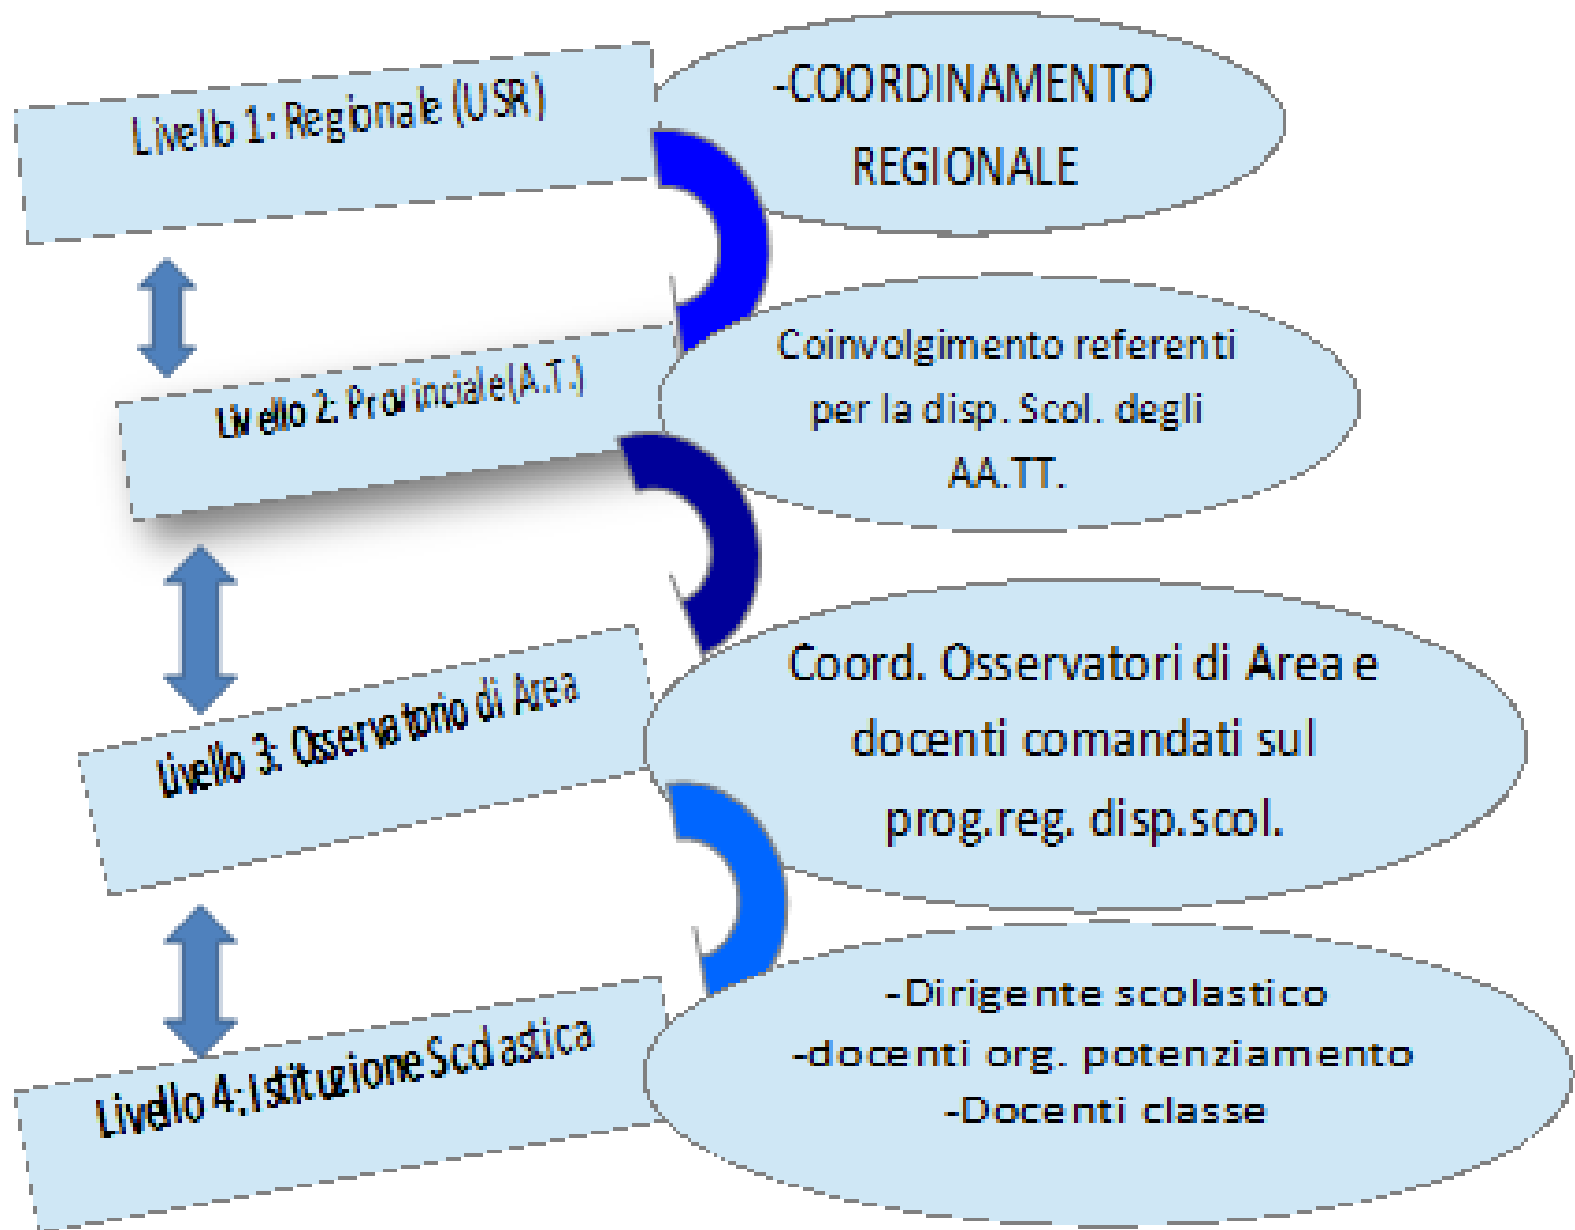 Livello 1: Regionale (USR)
-COORDINAMENTO
REGIONALE
Livello 2: Provinciale(A.T.)
Coinvolgimento referenti
per la disp. Scol. degli
AA.TT.
Livello 3: Osservatorio di Area
Coord. Osservatori di Area e
docenti comandati sul
prog.reg. disp.scol.
Livello 4: Istituzione Scolastica
-Dirigente scolastico
-docenti org. potenziamento
-Docenti classe